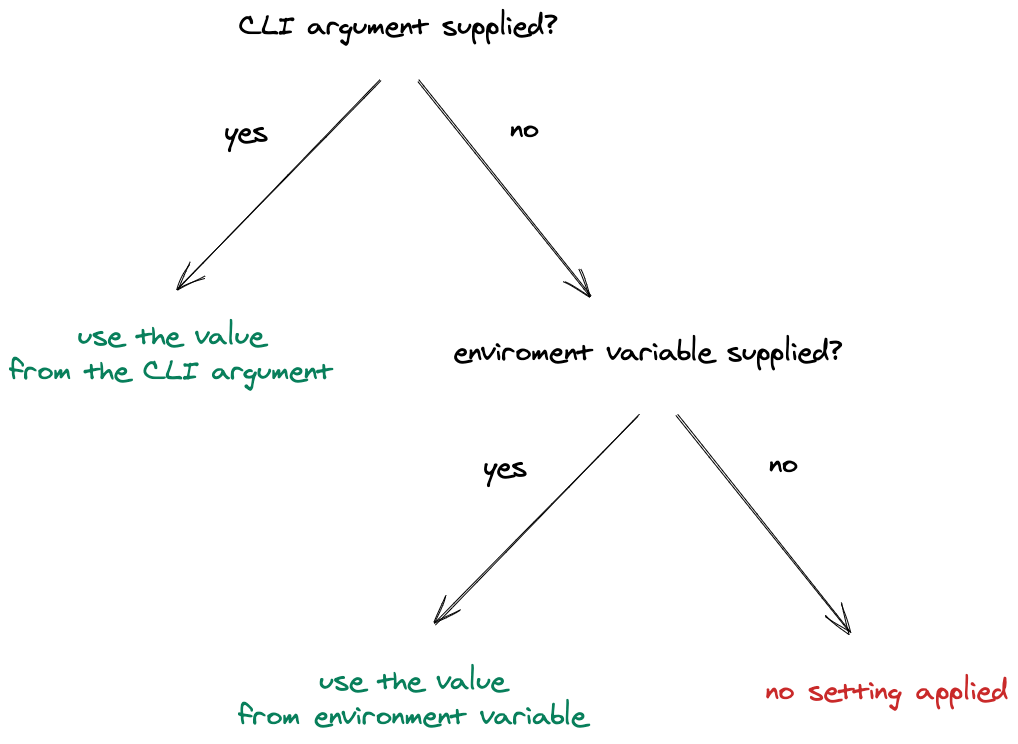 CLI argument supplied?
yes
no
use the value
from the CLI argument
enviroment variable supplied?
yes
no
use the value
from environment variable
no setting applied